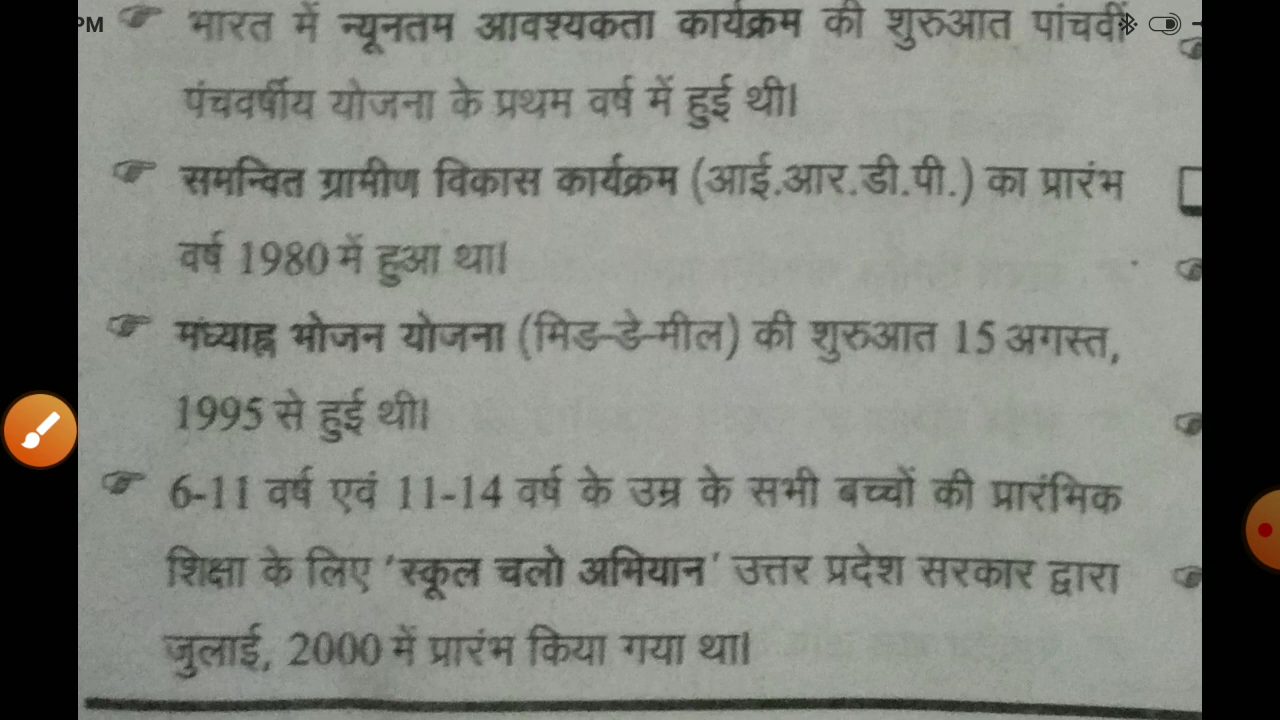 PM
भारत में न्यूनतम आवश्यकता कार्यक्रम की शुरुआत पांचवीं
पंचवर्षीय योजना के प्रथम वर्ष में हुई थी।
समन्वित ग्रामीण विकास कार्यक्रम (आई.आर.डी.पी.) का प्रारंभ
वर्ष 1980 में हुआ था।
मध्याह्न भोजन योजना (मिड-डे-मील) की शुरुआत 15 अगस्त,
1995 से हुई थी।
6-11 वर्ष एवं 11-14 वर्ष के उम्र के सभी बच्चों की प्रारंभिक
शिक्षा के लिए 'स्कूल चलो अभियान' उत्तर प्रदेश सरकार द्वारा
जुलाई, 2000 में प्रारंभ किया गया था।